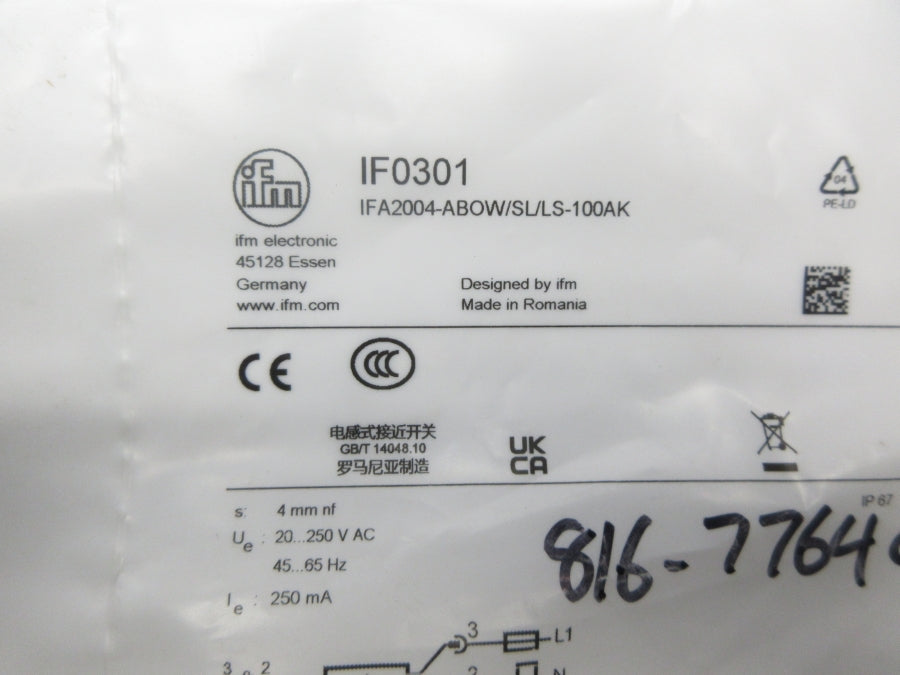 ifm
IF0301
IFA2004-ABOW/SL/LS-100AK
04
PE-LD
ifm electronic
45128 Essen
Germany
www.ifm.com
Designed by ifm
Made in Romania
CE
CCC
电感式接近开关
GB/T 14048.10
罗马尼亚制造
UK
CA
s: 4 mm nf
IP 67
Ue : 20...250 V AC
45...65 Hz
816-7764
Ie : 250 mA
3 L1
3 2
2 N